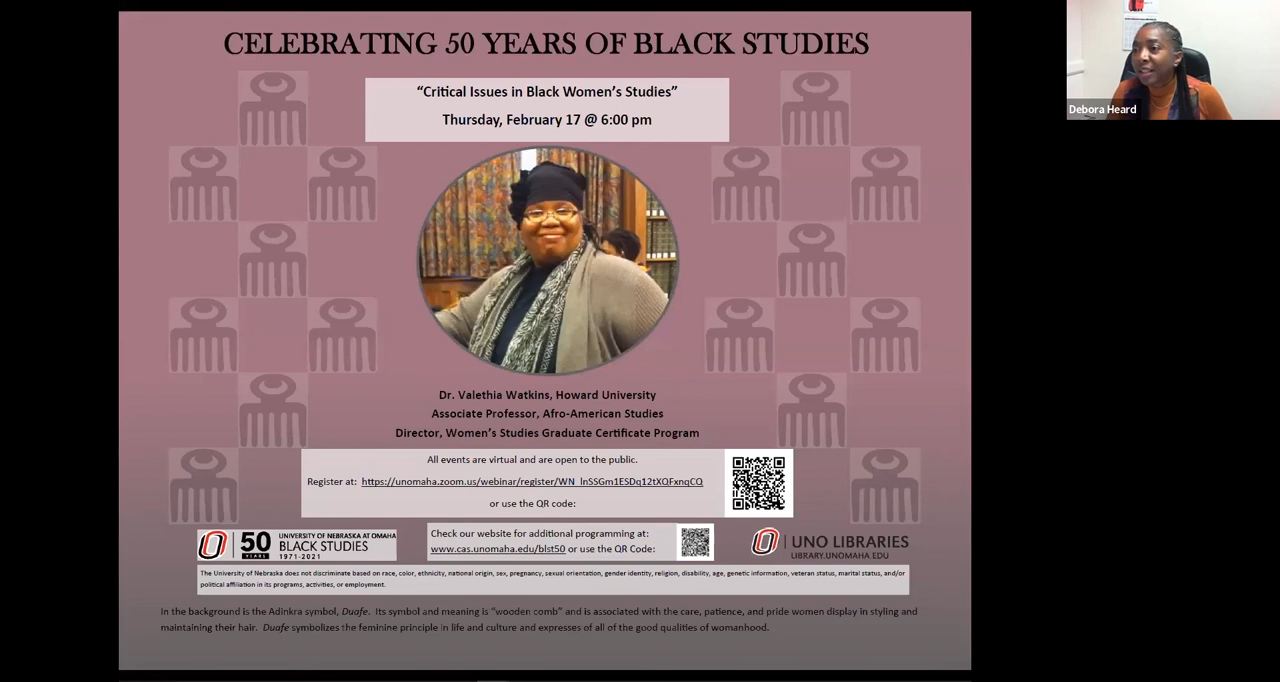 CELEBRATING 50 YEARS OF BLACK STUDIES
“Critical Issues in Black Women’s Studies”
Thursday, February 17 @ 6:00 pm
Debora Heard
Dr. Valethia Watkins, Howard University
Associate Professor, Afro-American Studies
Director, Women’s Studies Graduate Certificate Program
All events are virtual and are open to the public.
Register at: https://unomaha.zoom.us/webinar/register/WN_lnSSGm1ESDq12tXQFxnqCQ
or use the QR code:
50
YEARS
UNIVERSITY OF NEBRASKA AT OMAHA
BLACK STUDIES
1971-2021
Check our website for additional programming at:
www.cas.unomaha.edu/blst50 or use the QR Code:
UNO LIBRARIES
LIBRARY.UNOMAHA.EDU
The University of Nebraska does not discriminate based on race, color, ethnicity, national origin, sex, pregnancy, sexual orientation, gender identity, religion, disability, age, genetic information, veteran status, marital status, and/or
political affiliation in its programs, activities, or employment.
In the background is the Adinkra symbol, Duafe. Its symbol and meaning is “wooden comb” and is associated with the care, patience, and pride women display in styling and
maintaining their hair. Duafe symbolizes the feminine principle in life and culture and expresses of all of the good qualities of womanhood.